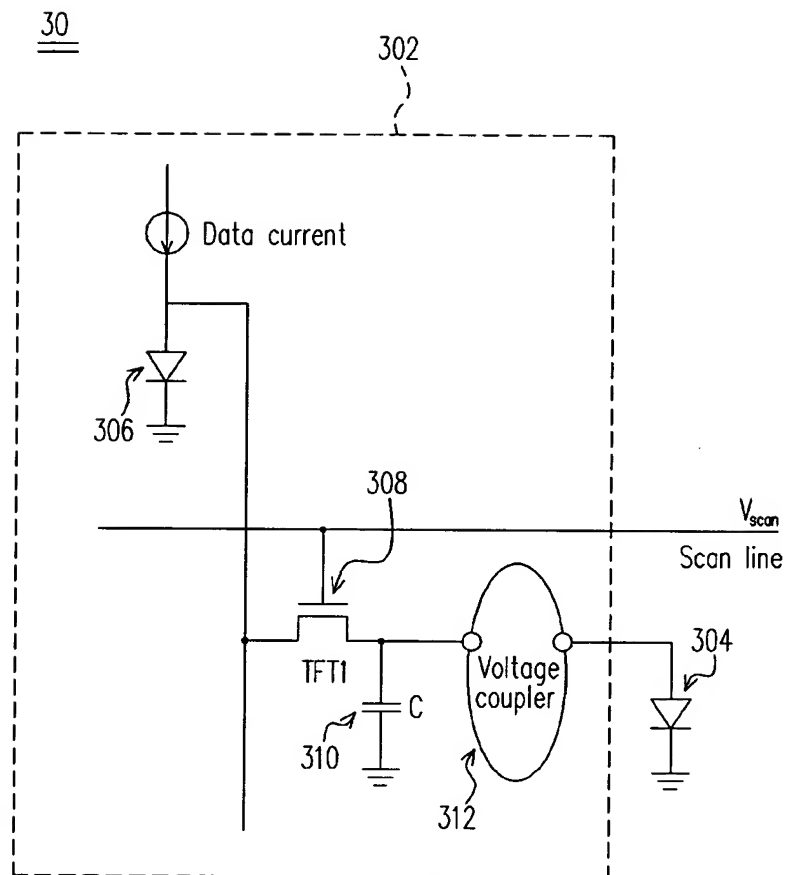 30
302
Data current
306
308
V_scan
Scan line
TFT1
Voltage
coupler
304
310
C
312